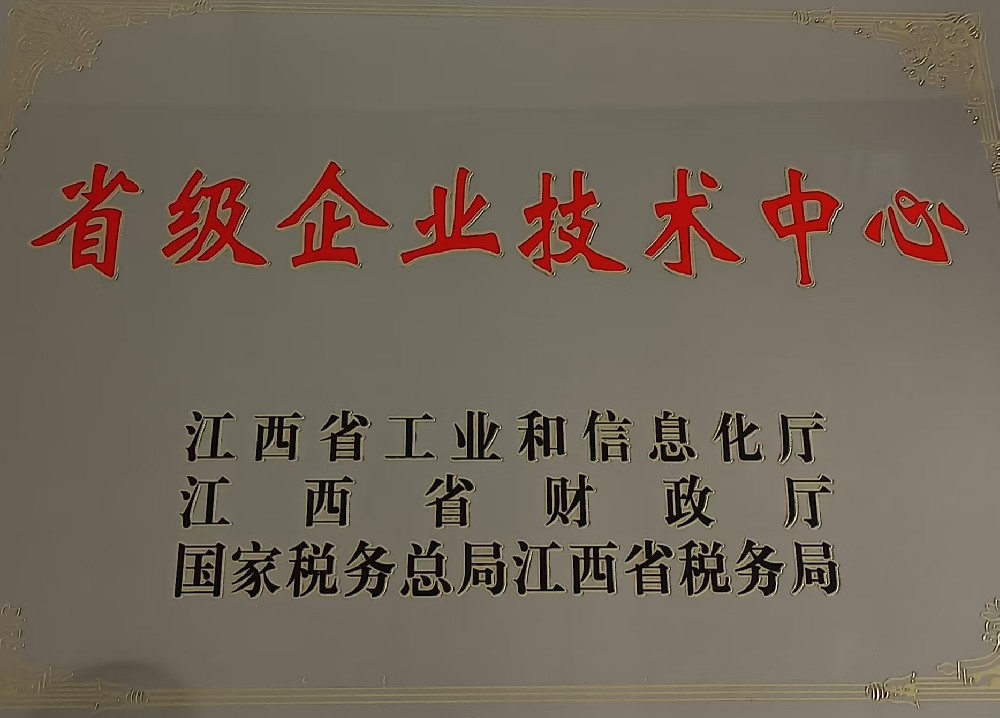 省级企业技术中心
江西省工业和信息化厅
江西省财政厅
国家税务总局江西省税务局